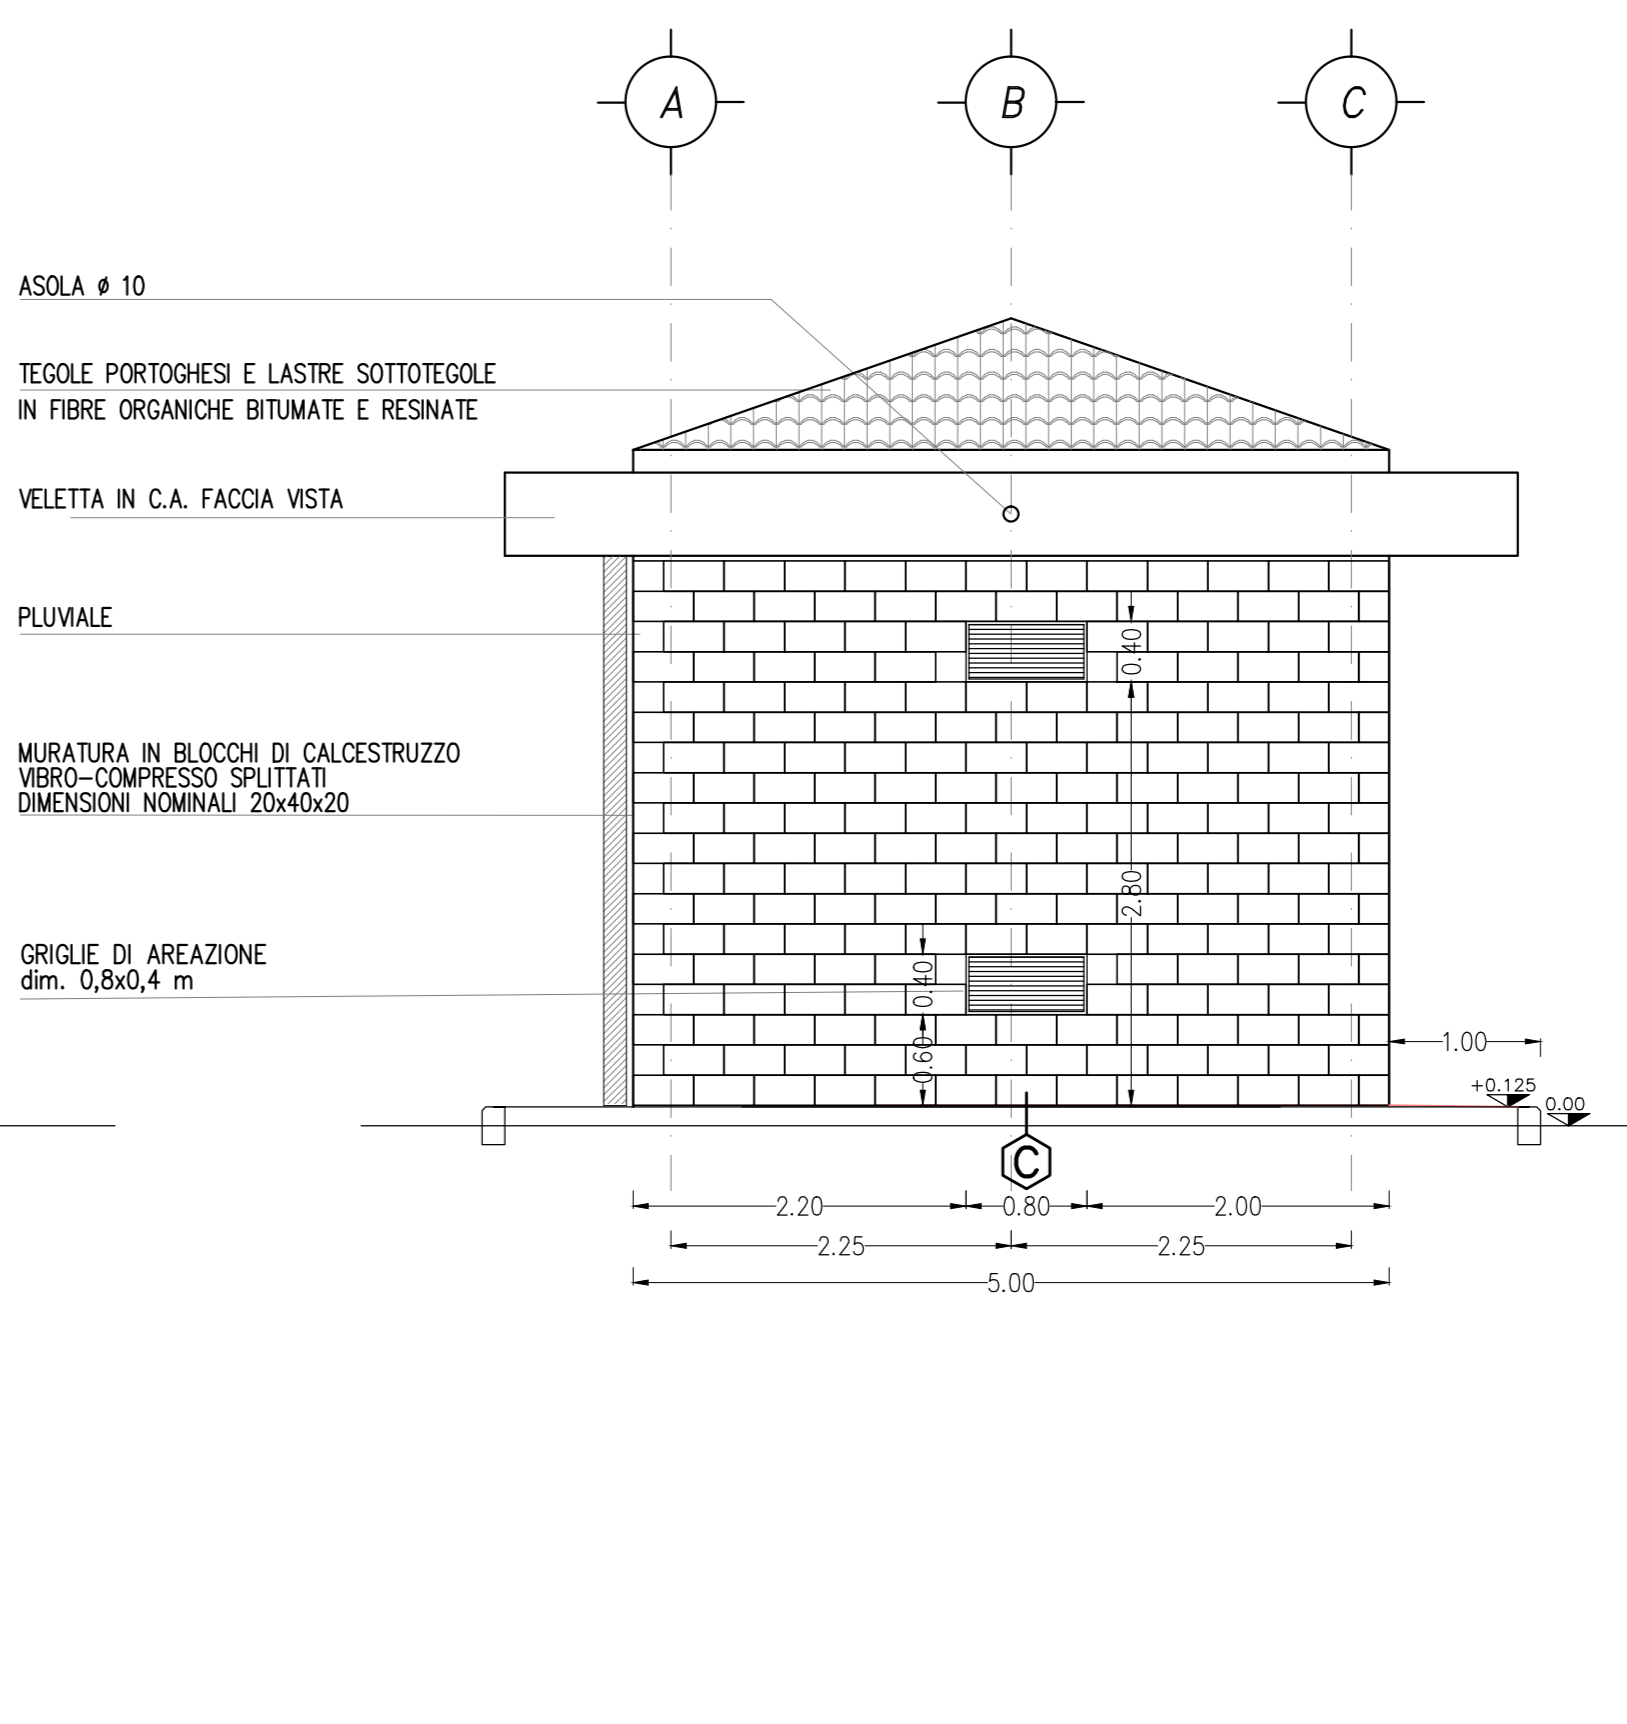 A B C
ASOLA ø 10
TEGOLE PORTOGHESI E LASTRE SOTTOTEGOLE
IN FIBRE ORGANICHE BITUMATE E RESINATE
VELETTA IN C.A. FACCIA VISTA
PLUVIALE
0.40
MURATURA IN BLOCCHI DI CALCESTRUZZO
VIBRO-COMPRESSO SPLITTATI
DIMENSIONI NOMINALI 20x40x20
2.80
GRIGLIE DI AREAZIONE
dim. 0,8x0,4 m
0.40
0.60
1.00
+0.125
0.00
C
2.20 0.80 2.00
2.25 2.25
5.00